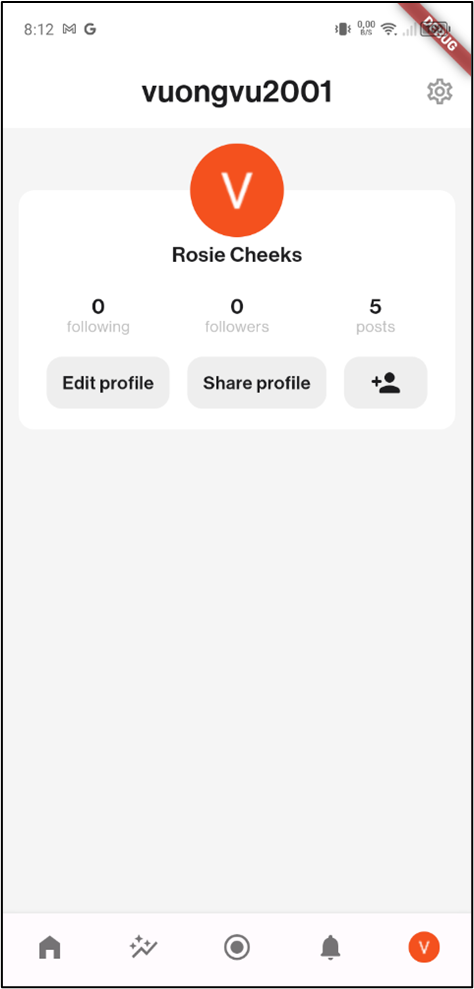 8:12 M G 0,00 K/S
DEBUG
vuongvu2001
V
Rosie Cheeks
0 0 5
following followers posts
Edit profile Share profile
V